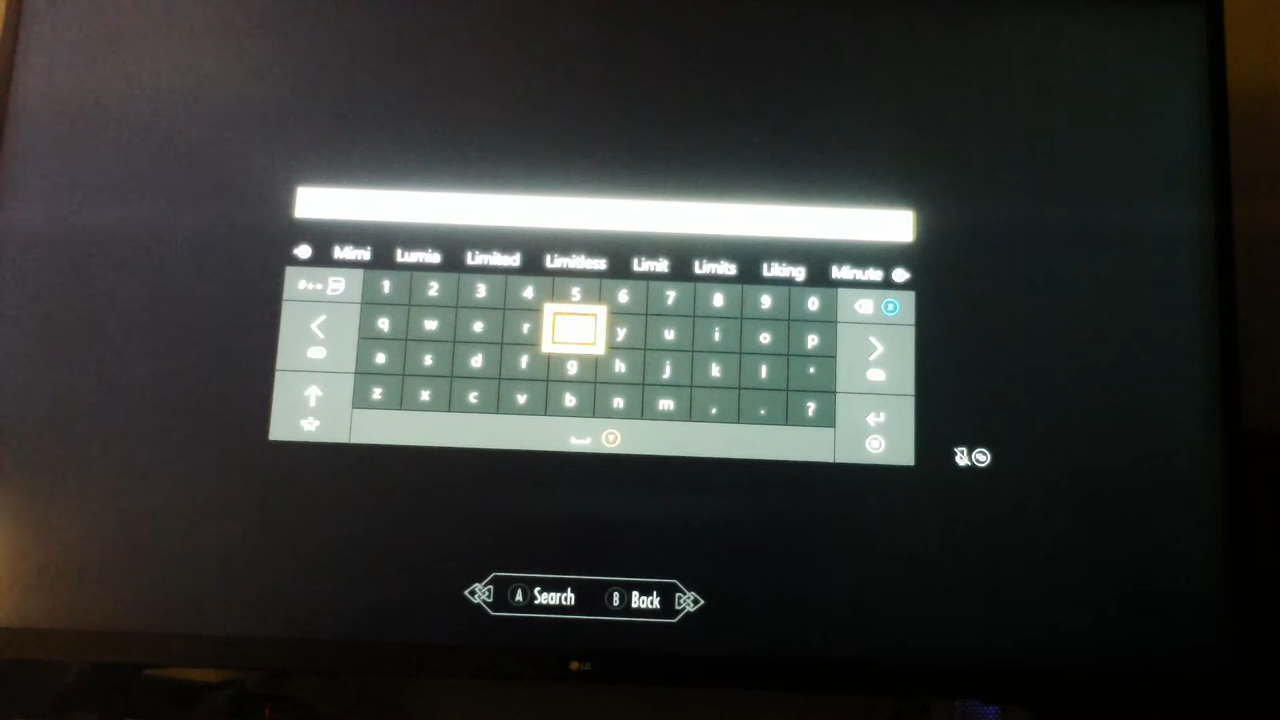 Mimi Lumia Limited Limitless Limit Limits Liking Minute
#+= 1 2 3 4 5 6 7 8 9 0 X
q w e r y u i o p
a s d f g h j k l '
z x c v b n m , . ?
Y
A Search B Back
LG